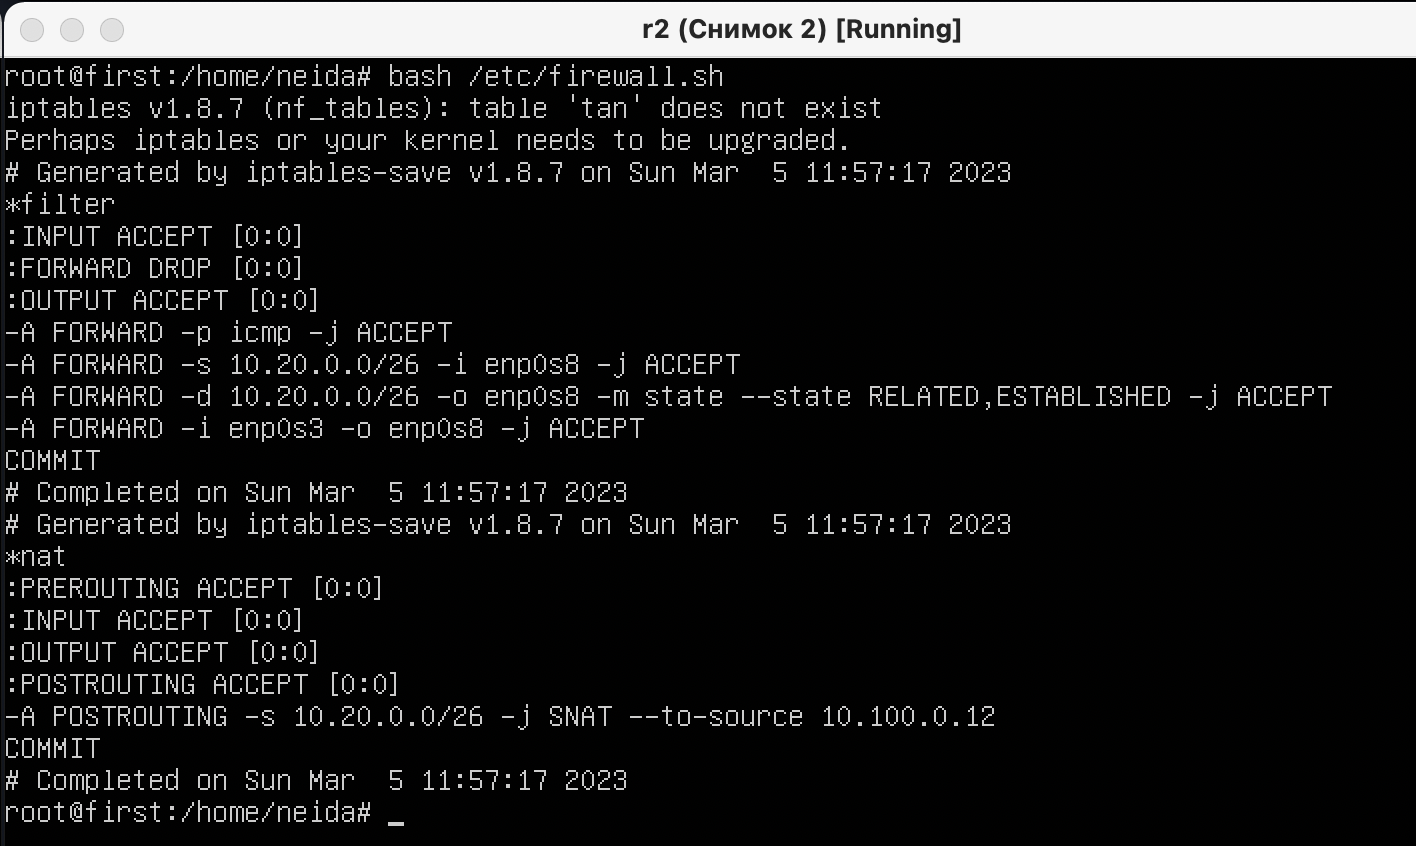 r2 (Снимок 2) [Running]
root@first:/home/neida# bash /etc/firewall.sh
iptables v1.8.7 (nf_tables): table 'tan' does not exist
Perhaps iptables or your kernel needs to be upgraded.
# Generated by iptables-save v1.8.7 on Sun Mar  5 11:57:17 2023
*filter
:INPUT ACCEPT [0:0]
:FORWARD DROP [0:0]
:OUTPUT ACCEPT [0:0]
-A FORWARD -p icmp -j ACCEPT
-A FORWARD -s 10.20.0.0/26 -i enp0s8 -j ACCEPT
-A FORWARD -d 10.20.0.0/26 -o enp0s8 -m state --state RELATED,ESTABLISHED -j ACCEPT
-A FORWARD -i enp0s3 -o enp0s8 -j ACCEPT
COMMIT
# Completed on Sun Mar  5 11:57:17 2023
# Generated by iptables-save v1.8.7 on Sun Mar  5 11:57:17 2023
*nat
:PREROUTING ACCEPT [0:0]
:INPUT ACCEPT [0:0]
:OUTPUT ACCEPT [0:0]
:POSTROUTING ACCEPT [0:0]
-A POSTROUTING -s 10.20.0.0/26 -j SNAT --to-source 10.100.0.12
COMMIT
# Completed on Sun Mar  5 11:57:17 2023
root@first:/home/neida# _